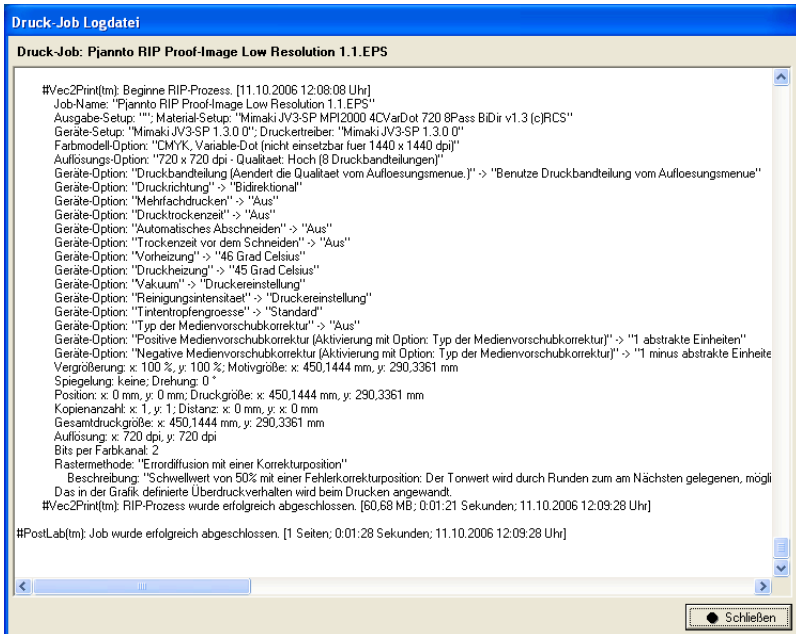 Druck-Job Logdatei
Druck-Job: Pjannto RIP Proof-Image Low Resolution 1.1.EPS
#Vec2Print(tm): Beginne RIP-Prozess. [11.10.2006 12:08:08 Uhr]
Job-Name: "Pjannto RIP Proof-Image Low Resolution 1.1.EPS"
Ausgabe-Setup: ""; Material-Setup: "Mimaki JV3-SP MPI2000 4CVarDot 720 8Pass BiDir v1.3 (c)RCS"
Geräte-Setup: "Mimaki JV3-SP 1.3.0 0"; Druckertreiber: "Mimaki JV3-SP 1.3.0 0"
Farbmodell-Option: "CMYK, Variable-Dot (nicht einsetzbar fuer 1440 x 1440 dpi)"
Auflösungs-Option: "720 x 720 dpi - Qualitaet: Hoch (8 Druckbandteilungen)"
Geräte-Option: "Druckbandteilung (Aendert die Qualitaet vom Aufloesungsmenue.)" -> "Benutze Druckbandteilung vom Aufloesungsmenue"
Geräte-Option: "Druckrichtung" -> "Bidirektional"
Geräte-Option: "Mehrfachdrucken" -> "Aus"
Geräte-Option: "Drucktrockenzeit" -> "Aus"
Geräte-Option: "Automatisches Abschneiden" -> "Aus"
Geräte-Option: "Trockenzeit vor dem Schneiden" -> "Aus"
Geräte-Option: "Vorheizung" -> "46 Grad Celsius"
Geräte-Option: "Druckheizung" -> "45 Grad Celsius"
Geräte-Option: "Vakuum" -> "Druckereinstellung"
Geräte-Option: "Reinigungsintensitaet" -> "Druckereinstellung"
Geräte-Option: "Tintentropfengroesse" -> "Standard"
Geräte-Option: "Typ der Medienvorschubkorrektur" -> "Aus"
Geräte-Option: "Positive Medienvorschubkorrektur (Aktivierung mit Option: Typ der Medienvorschubkorrektur)" -> "1 abstrakte Einheiten"
Geräte-Option: "Negative Medienvorschubkorrektur (Aktivierung mit Option: Typ der Medienvorschubkorrektur)" -> "1 minus abstrakte Einheite
Vergrößerung: x: 100 %, y: 100 %; Motivgröße: x: 450,1444 mm, y: 290,3361 mm
Spiegelung: keine; Drehung: 0 °
Position: x: 0 mm, y: 0 mm; Druckgröße: x: 450,1444 mm, y: 290,3361 mm
Kopienanzahl: x: 1, y: 1; Distanz: x: 0 mm, y: x: 0 mm
Gesamtdruckgröße: x: 450,1444 mm, y: 290,3361 mm
Auflösung: x: 720 dpi, y: 720 dpi
Bits per Farbkanal: 2
Rastermethode: "Errordiffusion mit einer Korrekturposition"
Beschreibung: "Schwellwert von 50% mit einer Fehlerkorrekturposition: Der Tonwert wird durch Runden zum am Nächsten gelegenen, mögli
Das in der Grafik definierte Überdruckverhalten wird beim Drucken angewandt.
#Vec2Print(tm): RIP-Prozess wurde erfolgreich abgeschlossen. [60,68 MB; 0:01:21 Sekunden; 11.10.2006 12:09:28 Uhr]
#PostLab(tm): Job wurde erfolgreich abgeschlossen. [1 Seiten; 0:01:28 Sekunden; 11.10.2006 12:09:28 Uhr]
Schließen